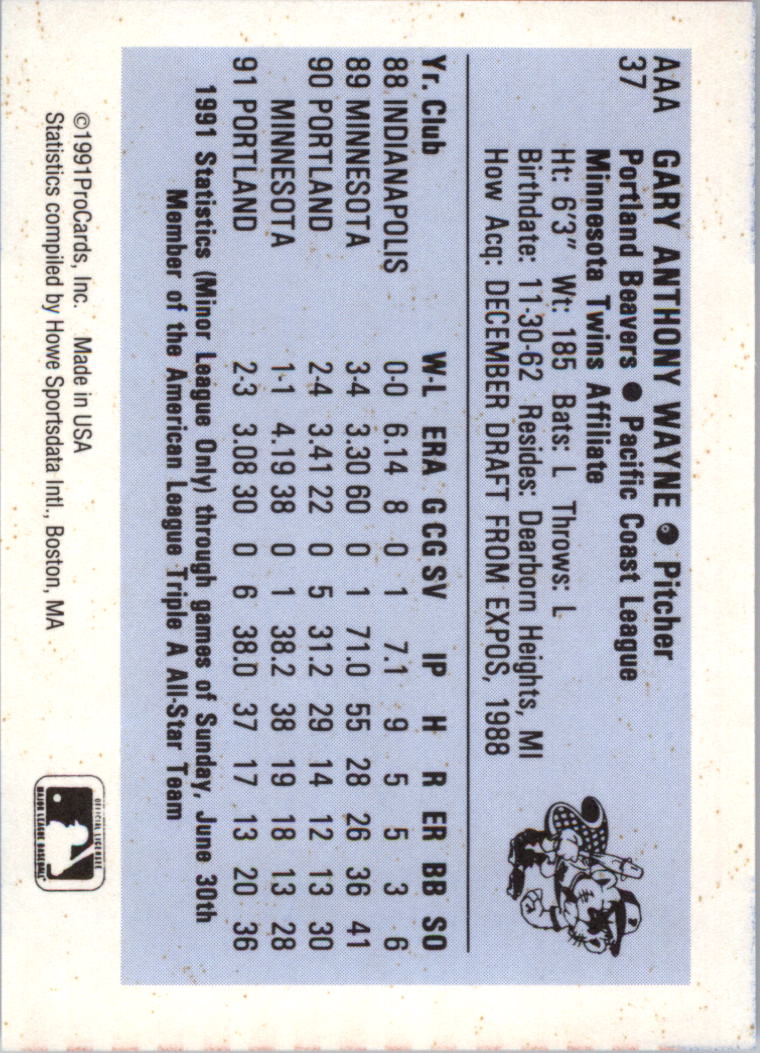 AAA GARY ANTHONY WAYNE ● Pitcher
37 Portland Beavers ● Pacific Coast League
Minnesota Twins Affiliate
Ht: 6'3" Wt: 185 Bats: L Throws: L
Birthdate: 11-30-62 Resides: Dearborn Heights, MI
How Acq: DECEMBER DRAFT FROM EXPOS, 1988
Yr. Club W-L ERA G CG SV IP H R ER BB SO
88 INDIANAPOLIS 0-0 6.14 8 0 1 7.1 9 5 5 3 6
89 MINNESOTA 3-4 3.30 60 0 1 71.0 55 28 26 36 41
90 PORTLAND 2-4 3.41 22 0 5 31.2 29 14 12 13 30
MINNESOTA 1-1 4.19 38 0 1 38.2 38 19 18 13 28
91 PORTLAND 2-3 3.08 30 0 6 38.0 37 17 13 20 36
1991 Statistics (Minor League Only) through games of Sunday, June 30th
Member of the American League Triple A All-Star Team
©1991ProCards, Inc. Made in USA
Statistics compiled by Howe Sportsdata Intl., Boston, MA
OFFICIAL LICENSEE
MAJOR LEAGUE BASEBALL